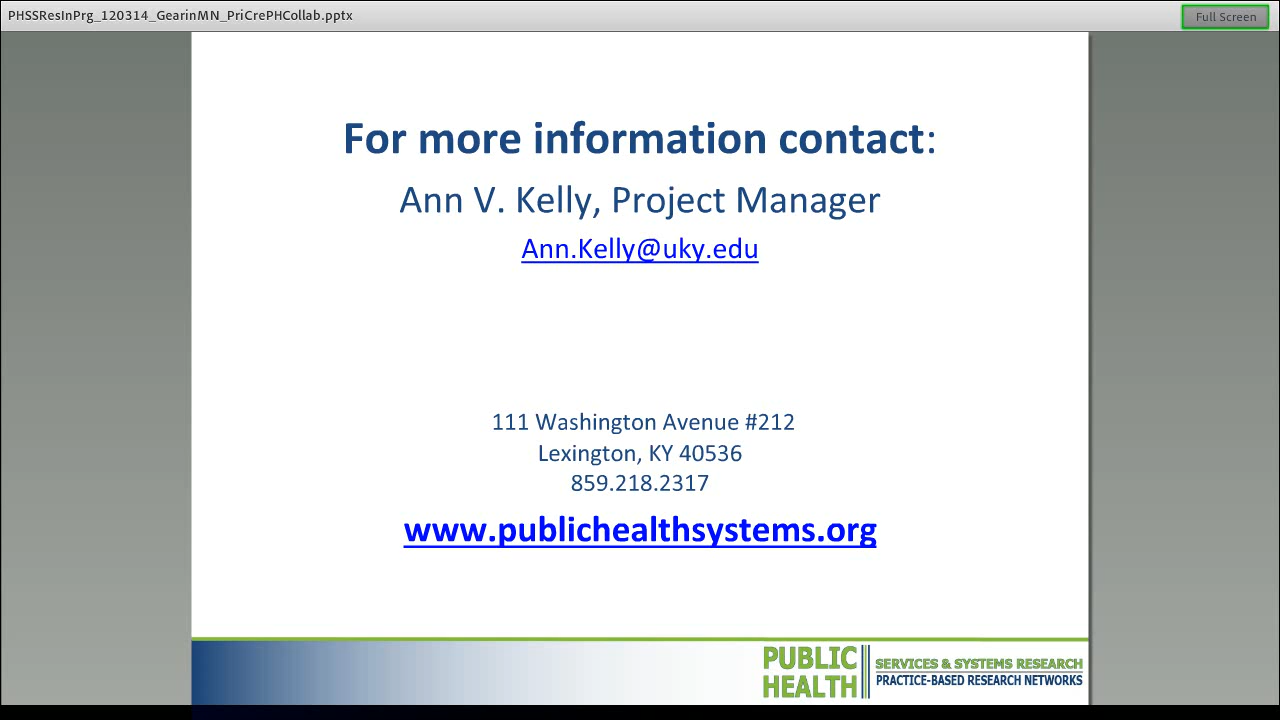 PHSSResInPrg_120314_GearinMN_PriCrePHCollab.pptx
Full Screen
For more information contact:
Ann V. Kelly, Project Manager
Ann.Kelly@uky.edu
111 Washington Avenue #212
Lexington, KY 40536
859.218.2317
www.publichealthsystems.org
PUBLIC HEALTH
SERVICES & SYSTEMS RESEARCH
PRACTICE-BASED RESEARCH NETWORKS